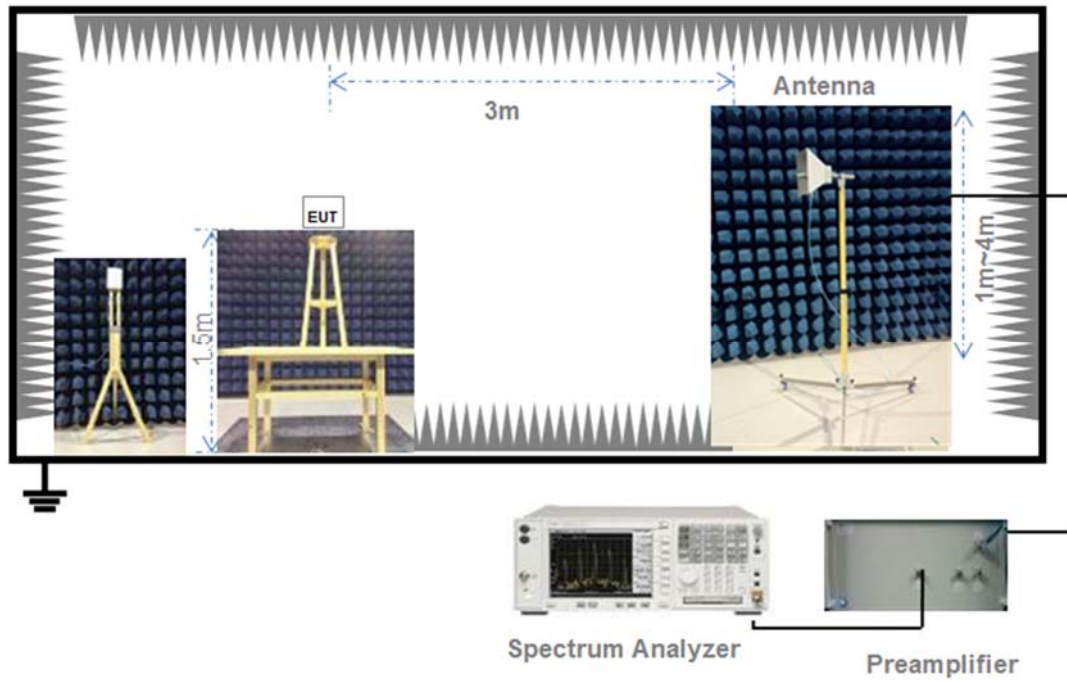 Antenna
3m
EUT
1.5m
1m~4m
Spectrum Analyzer
Preamplifier